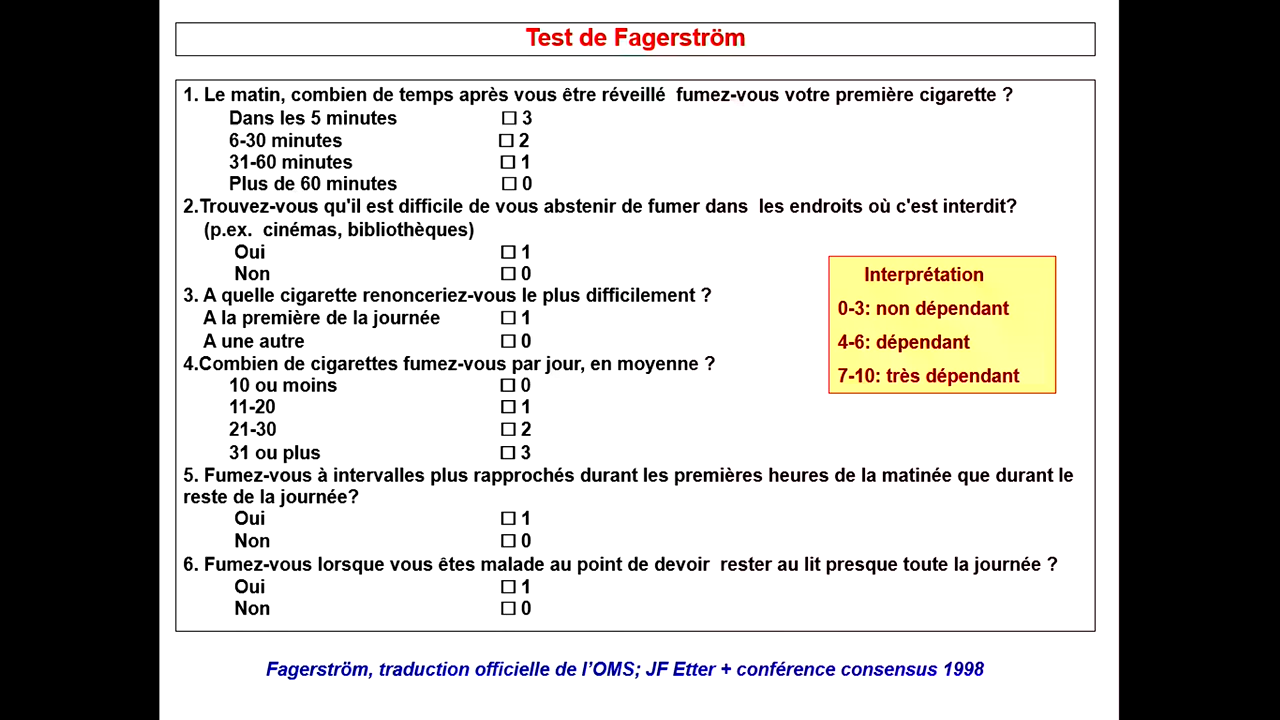 Test de Fagerström
1. Le matin, combien de temps après vous être réveillé fumez-vous votre première cigarette ?
Dans les 5 minutes ☐ 3
6-30 minutes ☐ 2
31-60 minutes ☐ 1
Plus de 60 minutes ☐ 0
2.Trouvez-vous qu'il est difficile de vous abstenir de fumer dans les endroits où c'est interdit?
(p.ex. cinémas, bibliothèques)
Oui ☐ 1
Non ☐ 0
3. A quelle cigarette renonceriez-vous le plus difficilement ?
A la première de la journée ☐ 1
A une autre ☐ 0
4.Combien de cigarettes fumez-vous par jour, en moyenne ?
10 ou moins ☐ 0
11-20 ☐ 1
21-30 ☐ 2
31 ou plus ☐ 3
5. Fumez-vous à intervalles plus rapprochés durant les premières heures de la matinée que durant le
reste de la journée?
Oui ☐ 1
Non ☐ 0
6. Fumez-vous lorsque vous êtes malade au point de devoir rester au lit presque toute la journée ?
Oui ☐ 1
Non ☐ 0
Interprétation
0-3: non dépendant
4-6: dépendant
7-10: très dépendant
Fagerström, traduction officielle de l’OMS; JF Etter + conférence consensus 1998